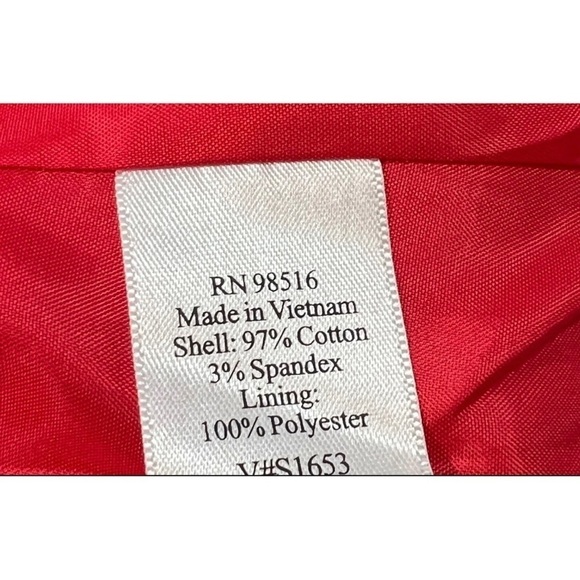 RN 98516
Made in Vietnam
Shell: 97% Cotton
3% Spandex
Lining:
100% Polyester
V#S1653